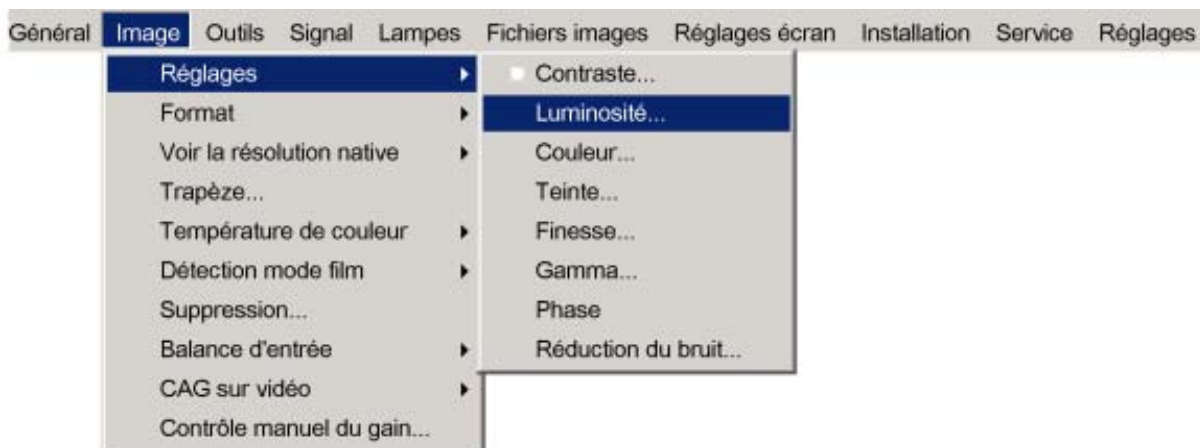 Général Image Outils Signal Lampes Fichiers images Réglages écran Installation Service Réglages
Réglages
Format
Voir la résolution native
Trapèze...
Température de couleur
Détection mode film
Suppression...
Balance d'entrée
CAG sur vidéo
Contrôle manuel du gain...
Contraste...
Luminosité...
Couleur...
Teinte...
Finesse...
Gamma...
Phase
Réduction du bruit...